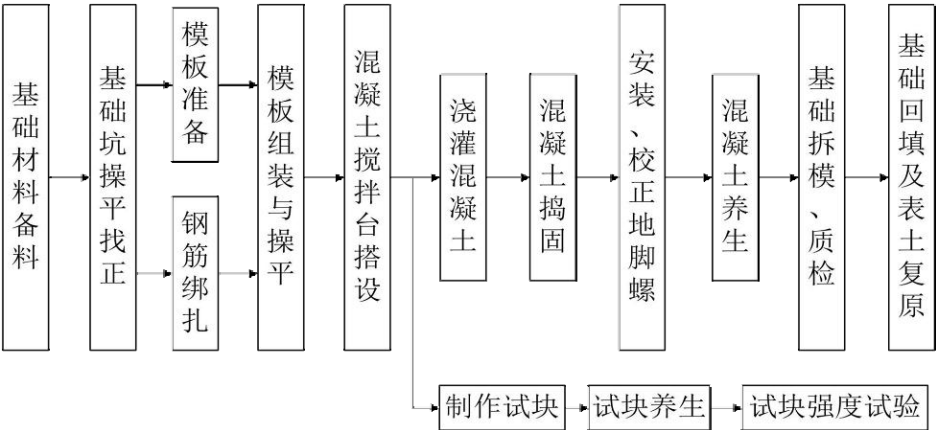 基础材料备料
基础坑操平找正
模板准备
钢筋绑扎
模板组装与操平
混凝土搅拌台搭设
浇灌混凝土
混凝土捣固
安装、校正地脚螺
混凝土养生
基础拆模、质检
基础回填及表土复原
制作试块
试块养生
试块强度试验